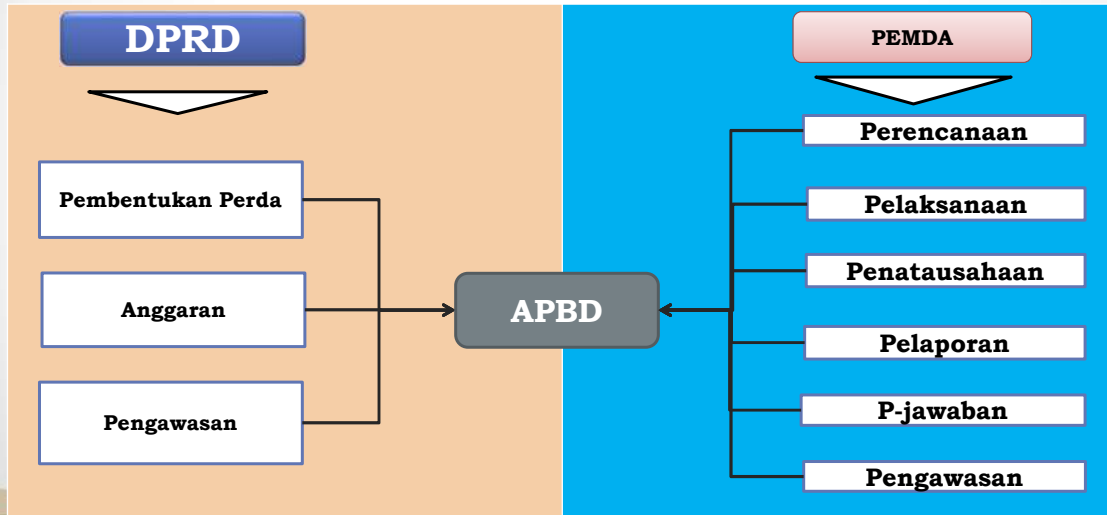 DPRD
Pembentukan Perda
Anggaran
Pengawasan
APBD
PEMDA
Perencanaan
Pelaksanaan
Penatausahaan
Pelaporan
P-jawaban
Pengawasan